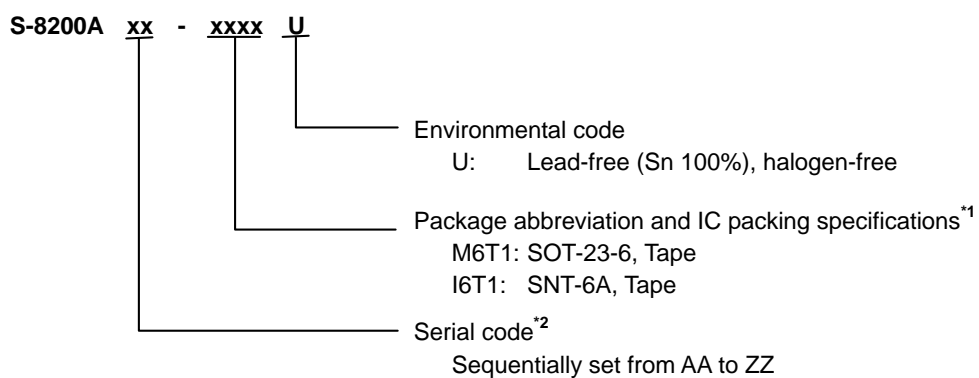 S-8200A xx - xxxx U
Environmental code
U: Lead-free (Sn 100%), halogen-free
Package abbreviation and IC packing specifications*1
M6T1: SOT-23-6, Tape
I6T1: SNT-6A, Tape
Serial code*2
Sequentially set from AA to ZZ